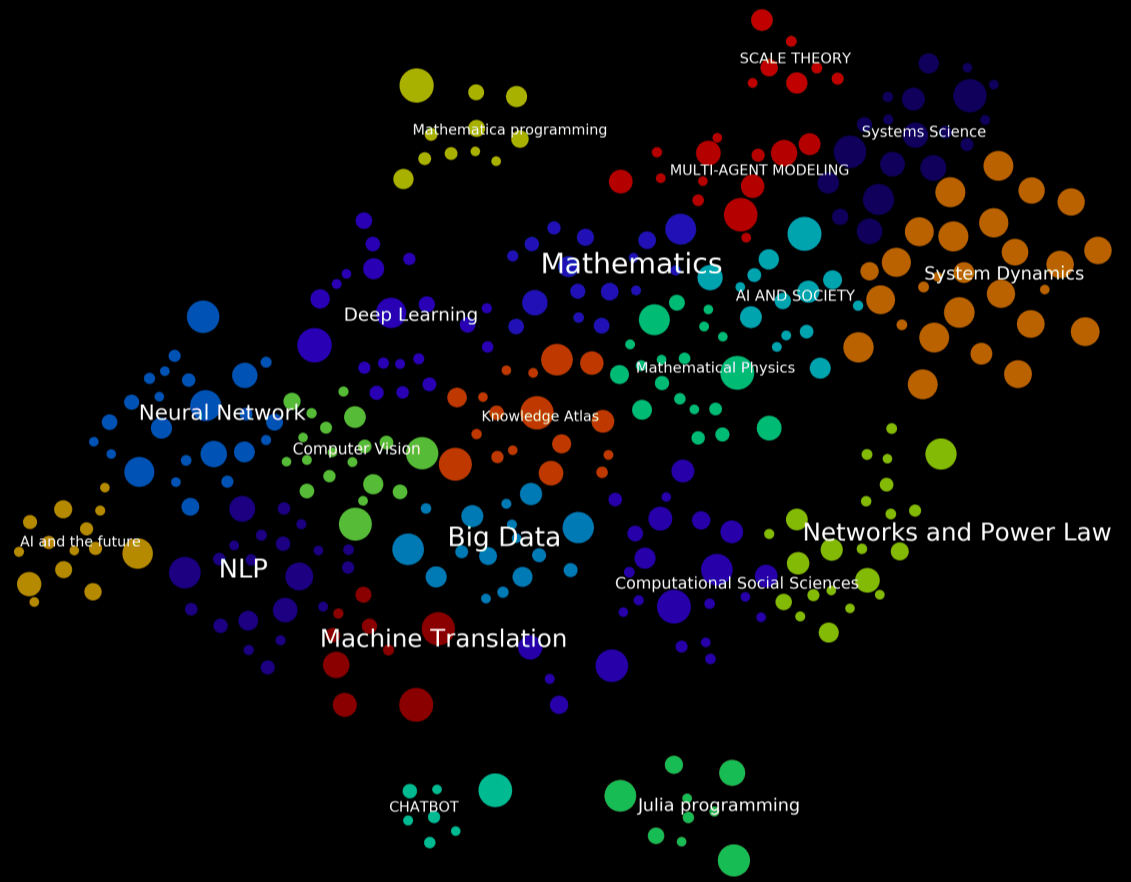 SCALE THEORY
Mathematica programming
Systems Science
MULTI-AGENT MODELING
Mathematics
System Dynamics
AI AND SOCIETY
Deep Learning
Mathematical Physics
Neural Network
Knowledge Atlas
Computer Vision
Networks and Power Law
Big Data
AI and the future
NLP
Computational Social Sciences
Machine Translation
CHATBOT
Julia programming